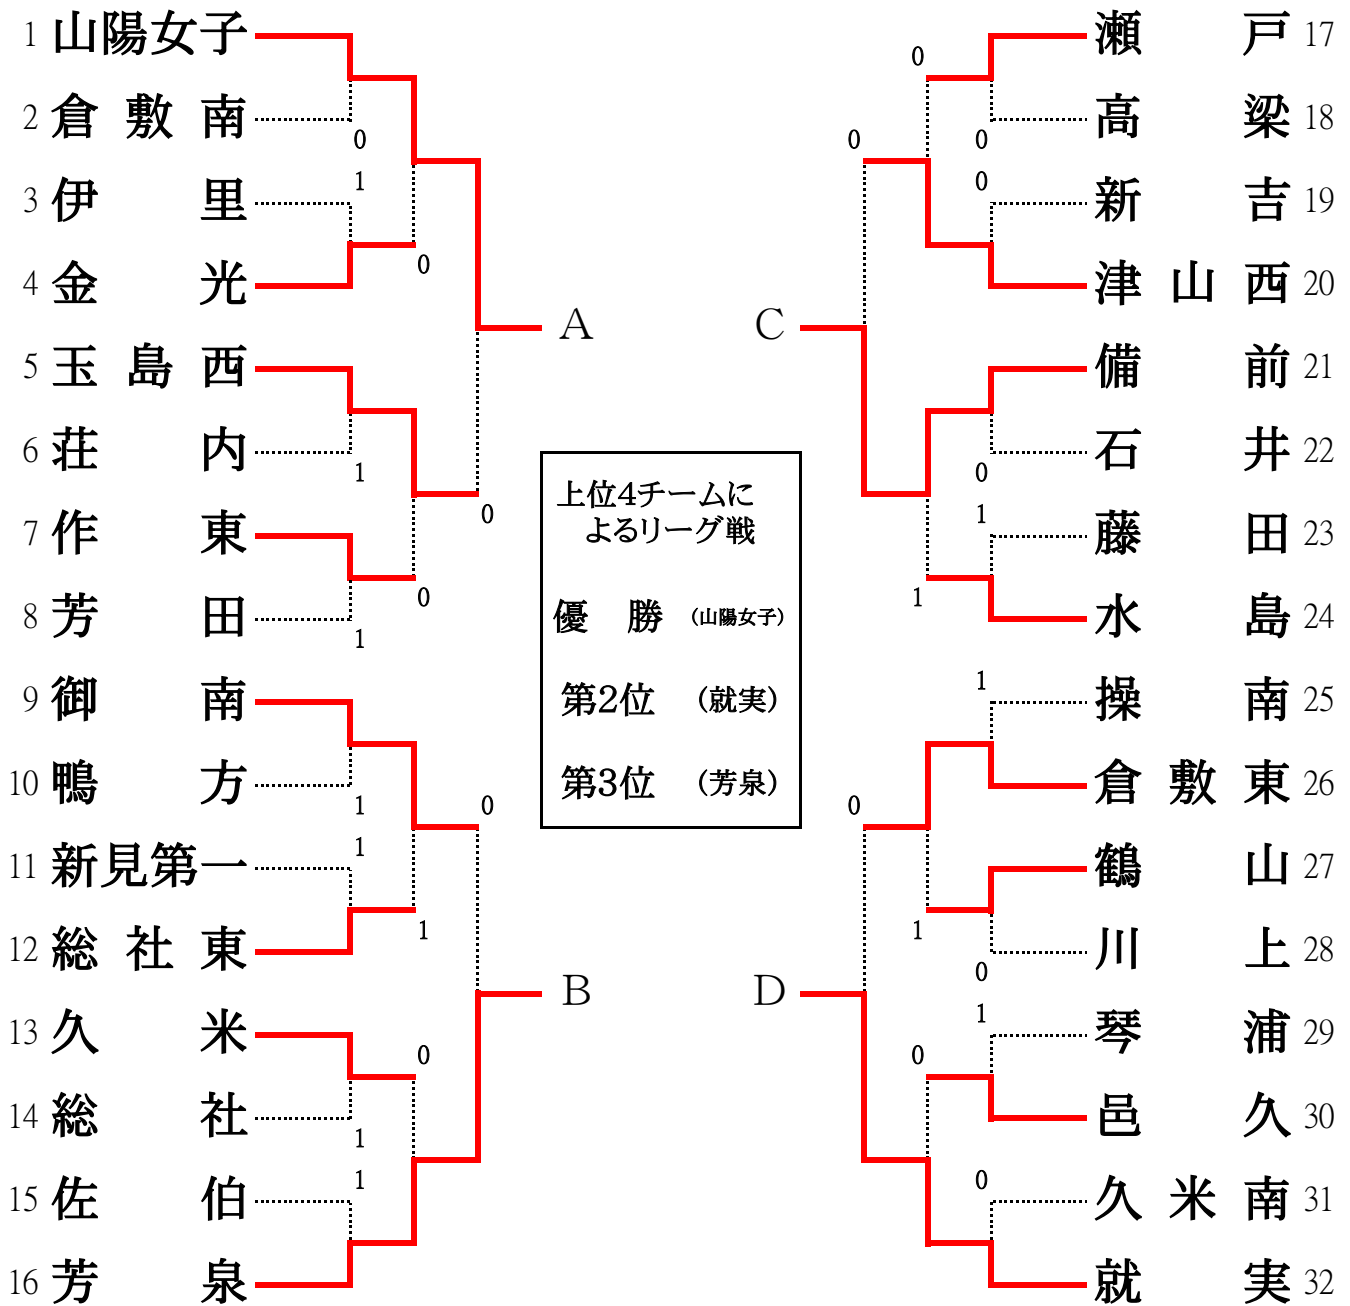 1 山陽女子
0
2 倉敷南
1
3 伊里
0
4 金光
A
5 玉島西
6 荘内
1
0
7 作東
0
8 芳田
1
9 御南
10 鴨方
1
0
11 新見第一
1
12 総社東
1
B
13 久米
0
14 総社
1
15 佐伯
1
16 芳泉
上位4チームに
よるリーグ戦
優 勝 (山陽女子)
第2位 (就実)
第3位 (芳泉)
瀬戸 17
0
高梁 18
0
0
新吉 19
0
津山西 20
C
備前 21
石井 22
0
藤田 23
1
水島 24
1
操南 25
1
倉敷東 26
0
鶴山 27
1
川上 28
0
D
琴浦 29
1
0
邑久 30
久米南 31
0
就実 32